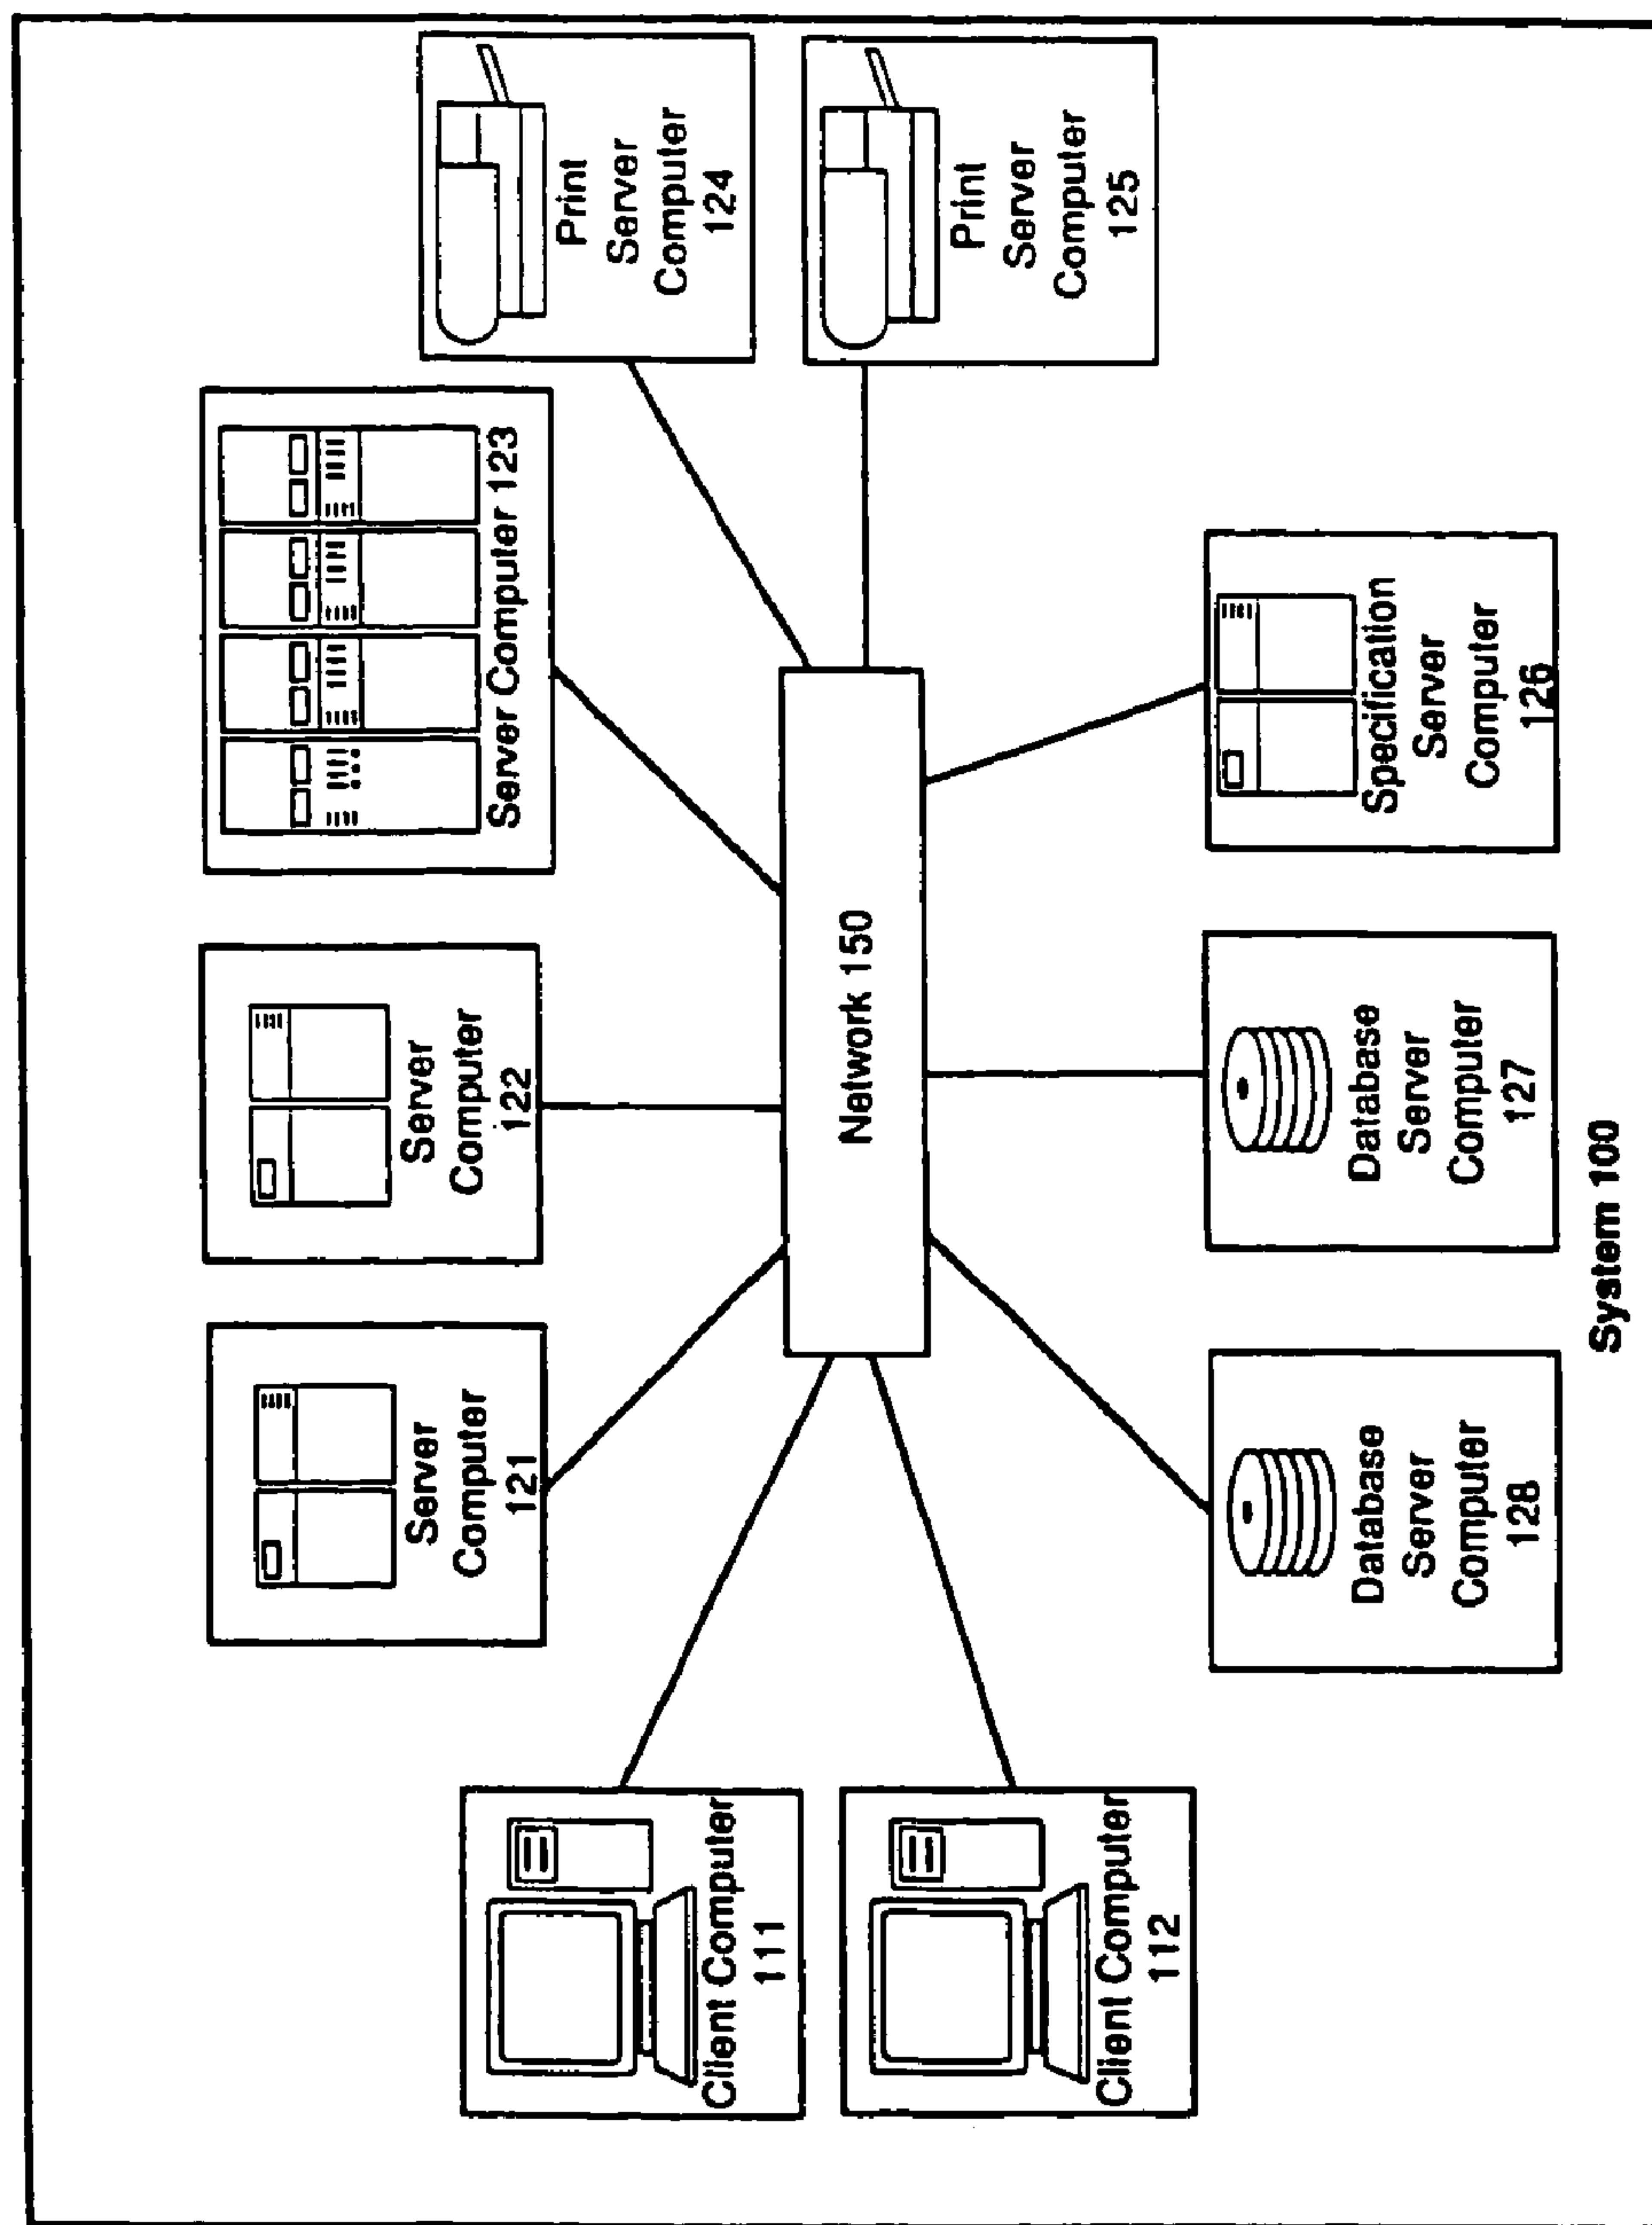 Server
Computer
121
Server
Computer
122
Server Computer 123
Print
Server
Computer
124
Client Computer
111
Network 150
Print
Server
Computer
125
Client Computer
112
Database
Server
Computer
128
Database
Server
Computer
127
Specification
Server
Computer
126
System 100